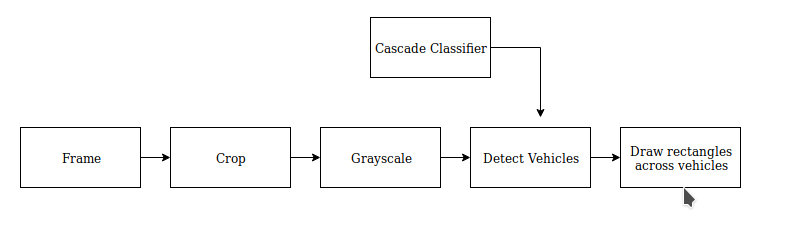 Cascade Classifier
Frame
Crop
Grayscale
Detect Vehicles
Draw rectangles
across vehicles